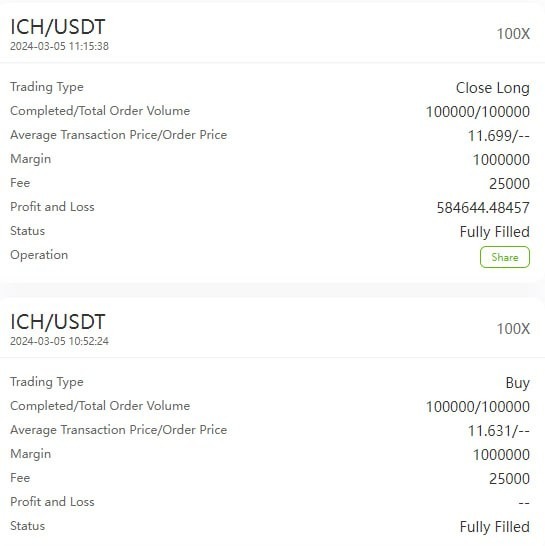 ICH/USDT
100X
2024-03-05 11:15:38
Trading Type Close Long
Completed/Total Order Volume 100000/100000
Average Transaction Price/Order Price 11.699/--
Margin 1000000
Fee 25000
Profit and Loss 584644.48457
Status Fully Filled
Operation Share
ICH/USDT
100X
2024-03-05 10:52:24
Trading Type Buy
Completed/Total Order Volume 100000/100000
Average Transaction Price/Order Price 11.631/--
Margin 1000000
Fee 25000
Profit and Loss --
Status Fully Filled